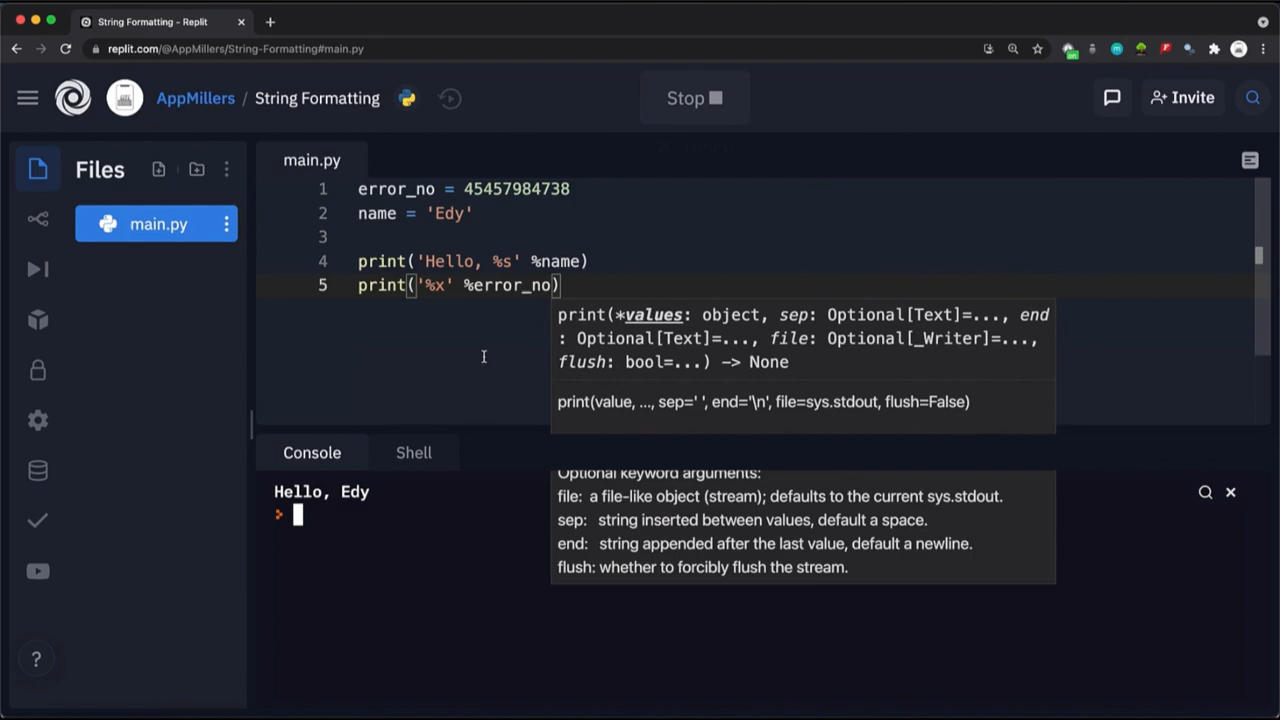 String Formatting - Replit
replit.com/@AppMillers/String-Formatting#main.py
on
AppMillers / String Formatting
Stop
Invite
Files
main.py
main.py
1 error_no = 45457984738
2 name = 'Edy'
3
4 print('Hello, %s' %name)
5 print('%x' %error_no)
print(*values: object, sep: Optional[Text]=..., end
: Optional[Text]=..., file: Optional[_Writer]=...,
flush: bool=...) -> None
print(value, ..., sep=' ', end='\n', file=sys.stdout, flush=False)
Console
Shell
Optional keyword arguments:
file: a file-like object (stream); defaults to the current sys.stdout.
sep: string inserted between values, default a space.
end: string appended after the last value, default a newline.
flush: whether to forcibly flush the stream.
Hello, Edy
>
?